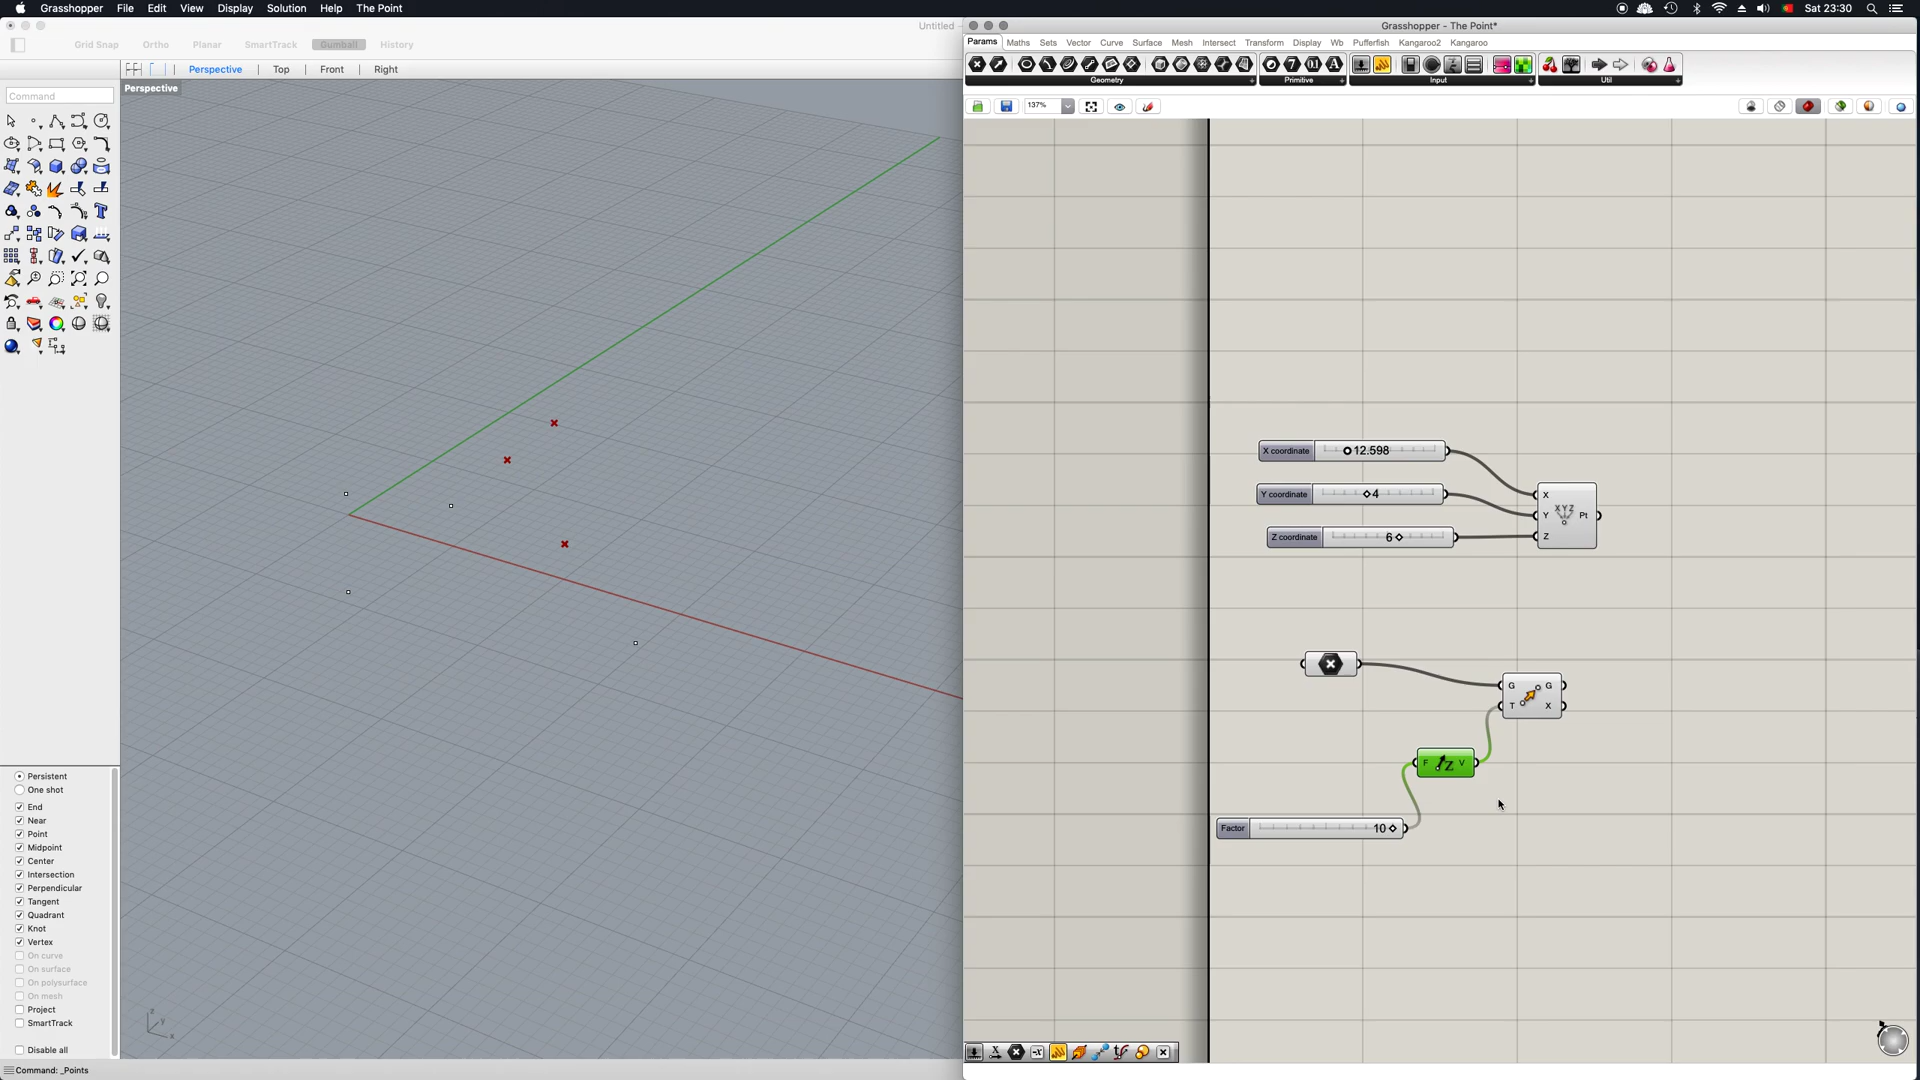 Grasshopper File Edit View Display Solution Help The Point
Sat 23:30
Untitled
Grasshopper - The Point*
Grid Snap Ortho Planar SmartTrack Gumball History
Params Maths Sets Vector Curve Surface Mesh Intersect Transform Display Wb Pufferfish Kangaroo2 Kangaroo
Perspective Top Front Right
Geometry Primitive Input Util
Perspective
Command
137%
X coordinate 12.598
Y coordinate 4
Z coordinate 6
X
Y XYZ Pt
Z
G G
T X
F Z V
Factor 10
z
y
x
Persistent
One shot
End
Near
Point
Midpoint
Center
Intersection
Perpendicular
Tangent
Quadrant
Knot
Vertex
On curve
On surface
On polysurface
On mesh
Project
SmartTrack
Disable all
Command: _Points